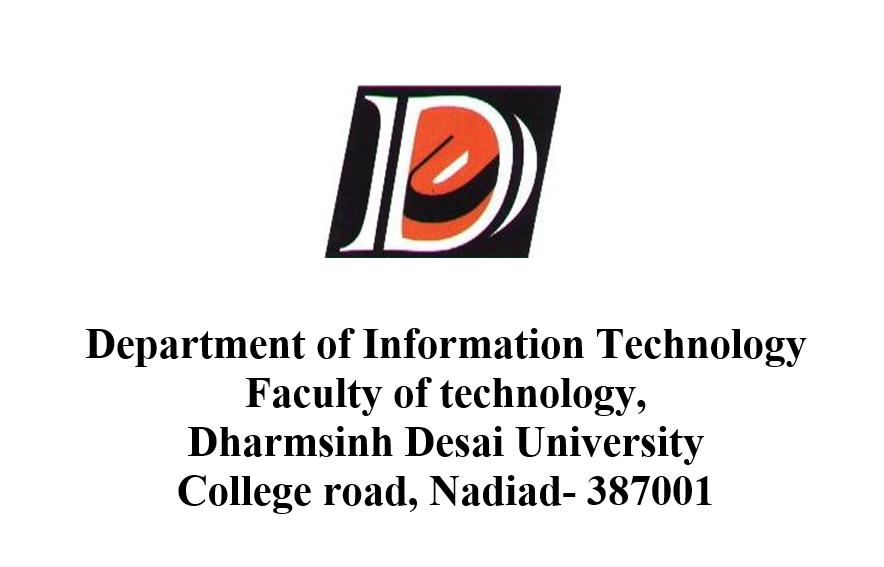 Department of Information Technology
Faculty of technology,
Dharmsinh Desai University
College road, Nadiad- 387001